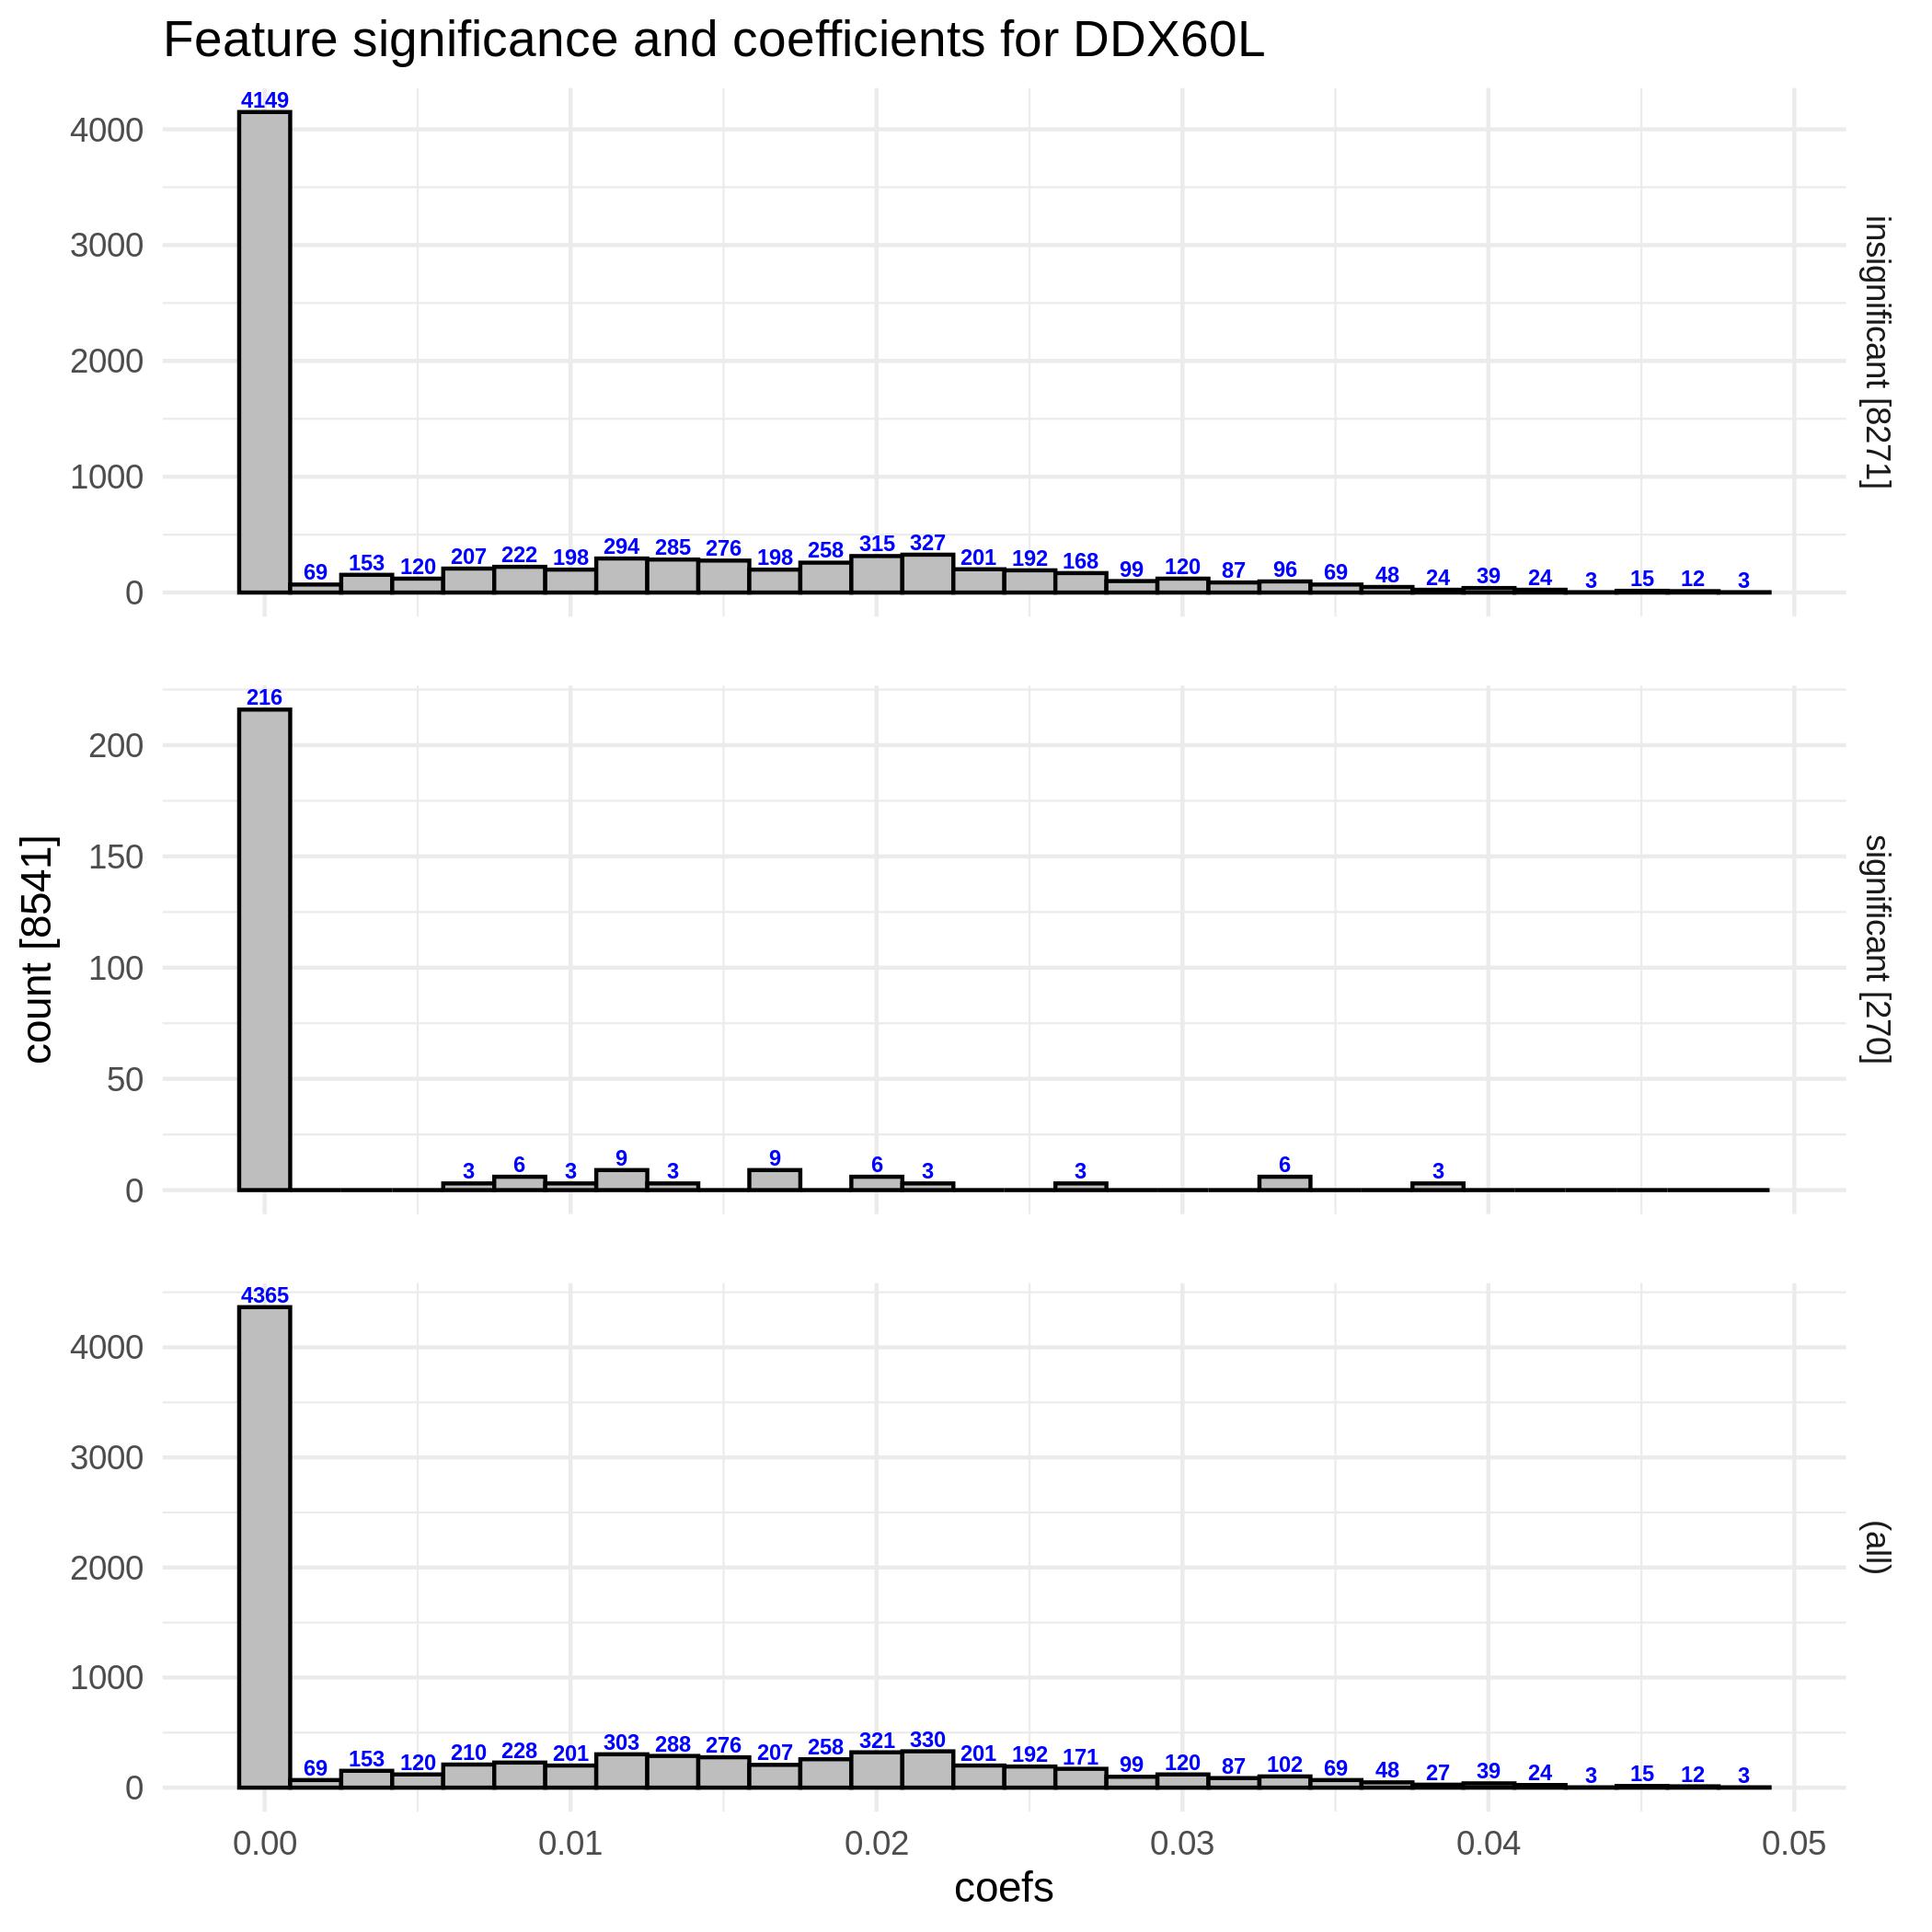 Feature significance and coefficients for DDX60L
4149
4000
3000
2000
1000
0
69 153 120 207 222 198 294 285 276 198 258 315 327 201 192 168 99 120 87 96 69 48 24 39 24 3 15 12 3
insignificant [8271]
216
200
150
100
50
0
3 6 3 9 3 9 6 3 3 6 3
significant [270]
count [8541]
4365
4000
3000
2000
1000
0
69 153 120 210 228 201 303 288 276 207 258 321 330 201 192 171 99 120 87 102 69 48 27 39 24 3 15 12 3
(all)
0.00 0.01 0.02 0.03 0.04 0.05
coefs